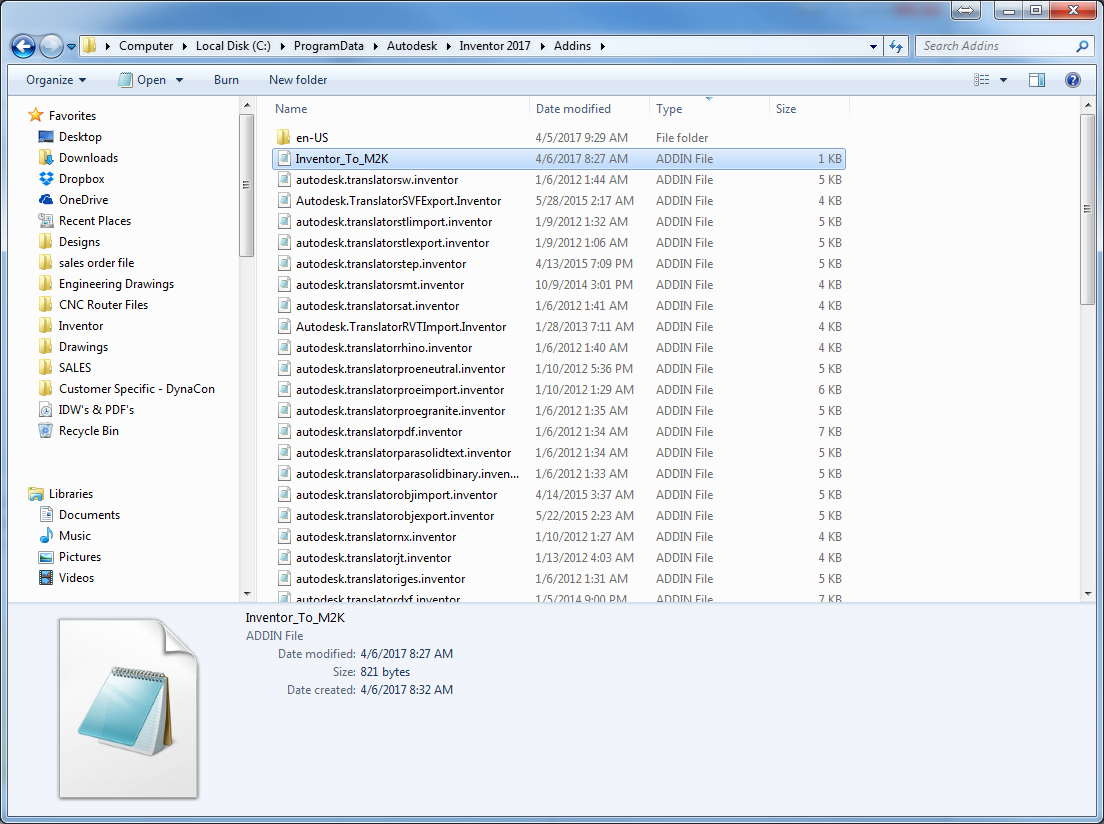 Computer Local Disk (C:) ProgramData Autodesk Inventor 2017 Addins Search Addins
Organize Open Burn New folder
Favorites
Desktop
Downloads
Dropbox
OneDrive
Recent Places
Designs
sales order file
Engineering Drawings
CNC Router Files
Inventor
Drawings
SALES
Customer Specific - DynaCon
IDW's & PDF's
Recycle Bin
Libraries
Documents
Music
Pictures
Videos
Name Date modified Type Size
en-US 4/5/2017 9:29 AM File folder
Inventor_To_M2K 4/6/2017 8:27 AM ADDIN File 1 KB
autodesk.translatorsw.inventor 1/6/2012 1:44 AM ADDIN File 5 KB
Autodesk.TranslatorSVFExport.Inventor 5/28/2015 2:17 AM ADDIN File 4 KB
autodesk.translatorstlimport.inventor 1/9/2012 1:32 AM ADDIN File 5 KB
autodesk.translatorstlexport.inventor 1/9/2012 1:06 AM ADDIN File 5 KB
autodesk.translatorstep.inventor 4/13/2015 7:09 PM ADDIN File 5 KB
autodesk.translatorsmt.inventor 10/9/2014 3:01 PM ADDIN File 4 KB
autodesk.translatorsat.inventor 1/6/2012 1:41 AM ADDIN File 4 KB
Autodesk.TranslatorRVTImport.Inventor 1/28/2013 7:11 AM ADDIN File 4 KB
autodesk.translatorrhino.inventor 1/6/2012 1:40 AM ADDIN File 4 KB
autodesk.translatorproeneutral.inventor 1/10/2012 5:36 PM ADDIN File 5 KB
autodesk.translatorproeimport.inventor 1/10/2012 1:29 AM ADDIN File 6 KB
autodesk.translatorproegranite.inventor 1/6/2012 1:35 AM ADDIN File 5 KB
autodesk.translatorpdf.inventor 1/6/2012 1:34 AM ADDIN File 7 KB
autodesk.translatorparasolidtext.inventor 1/6/2012 1:34 AM ADDIN File 5 KB
autodesk.translatorparasolidbinary.inven... 1/6/2012 1:33 AM ADDIN File 5 KB
autodesk.translatorobjimport.inventor 4/14/2015 3:37 AM ADDIN File 5 KB
autodesk.translatorobjexport.inventor 5/22/2015 2:23 AM ADDIN File 5 KB
autodesk.translatornx.inventor 1/10/2012 1:27 AM ADDIN File 4 KB
autodesk.translatorjt.inventor 1/13/2012 4:03 AM ADDIN File 4 KB
autodesk.translatoriges.inventor 1/6/2012 1:31 AM ADDIN File 5 KB
autodesk.translatordxf.inventor 1/5/2014 9:00 PM ADDIN File 7 KB
Inventor_To_M2K
ADDIN File
Date modified: 4/6/2017 8:27 AM
Size: 821 bytes
Date created: 4/6/2017 8:32 AM